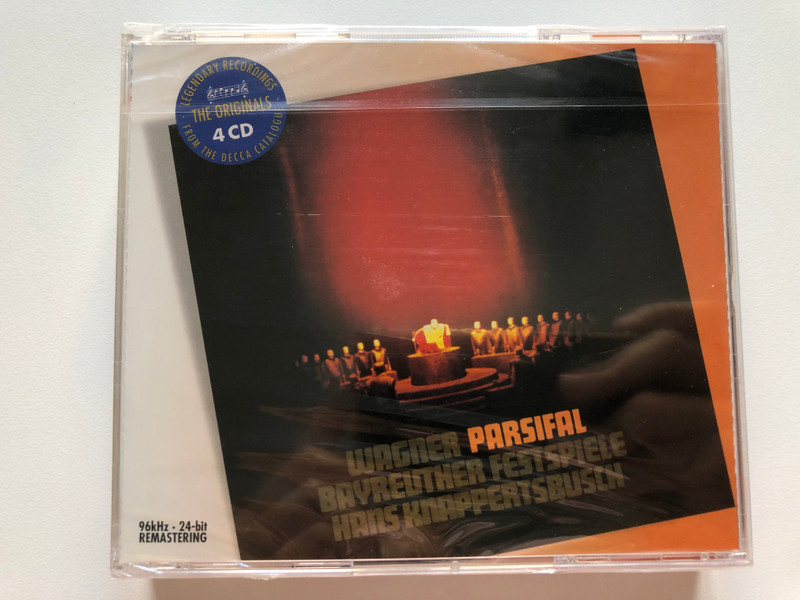 LEGENDARY RECORDINGS
THE ORIGINALS
4 CD
FROM THE DECCA CATALOGUE
WAGNER PARSIFAL
BAYREUTHER FESTSPIELE
HANS KNAPPERTSBUSCH
96kHz · 24-bit
REMASTERING